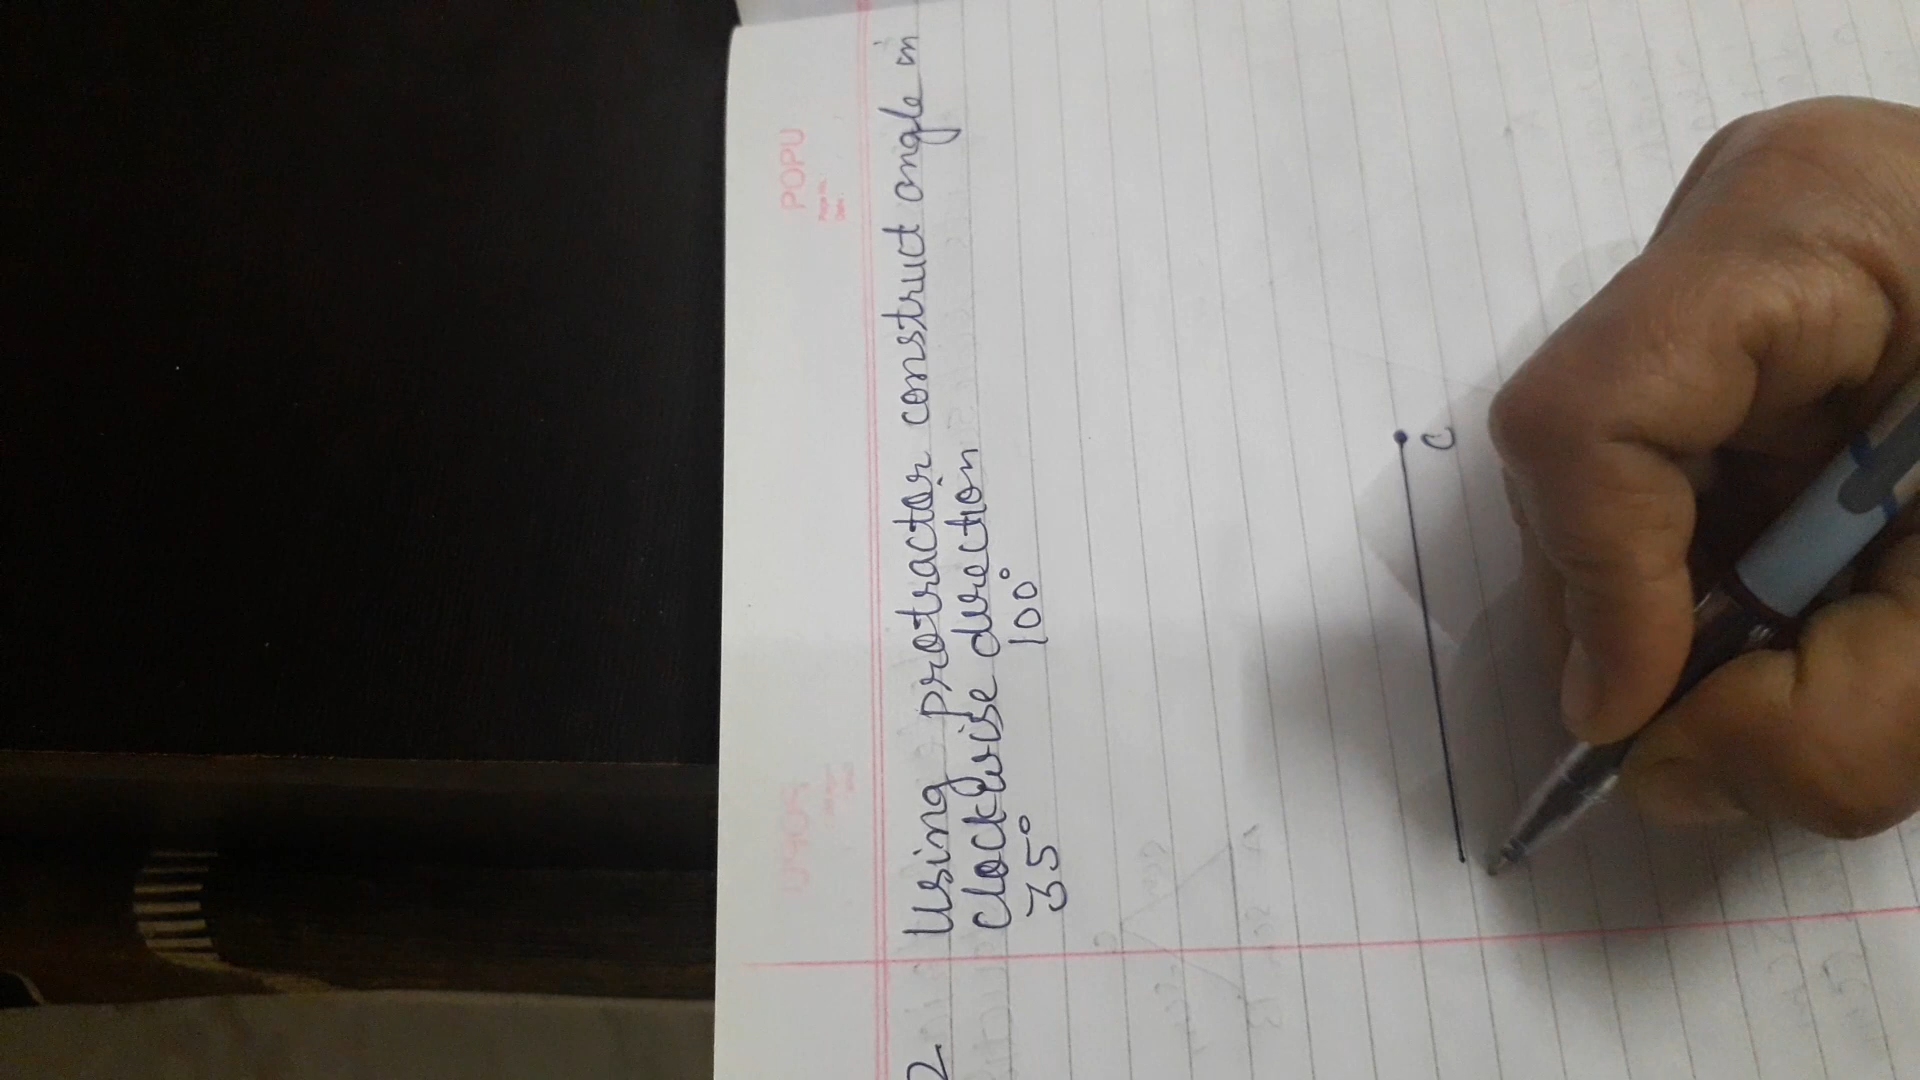 POPU
2. Using protractor construct angle in
clockwise direction
35° 100°
C